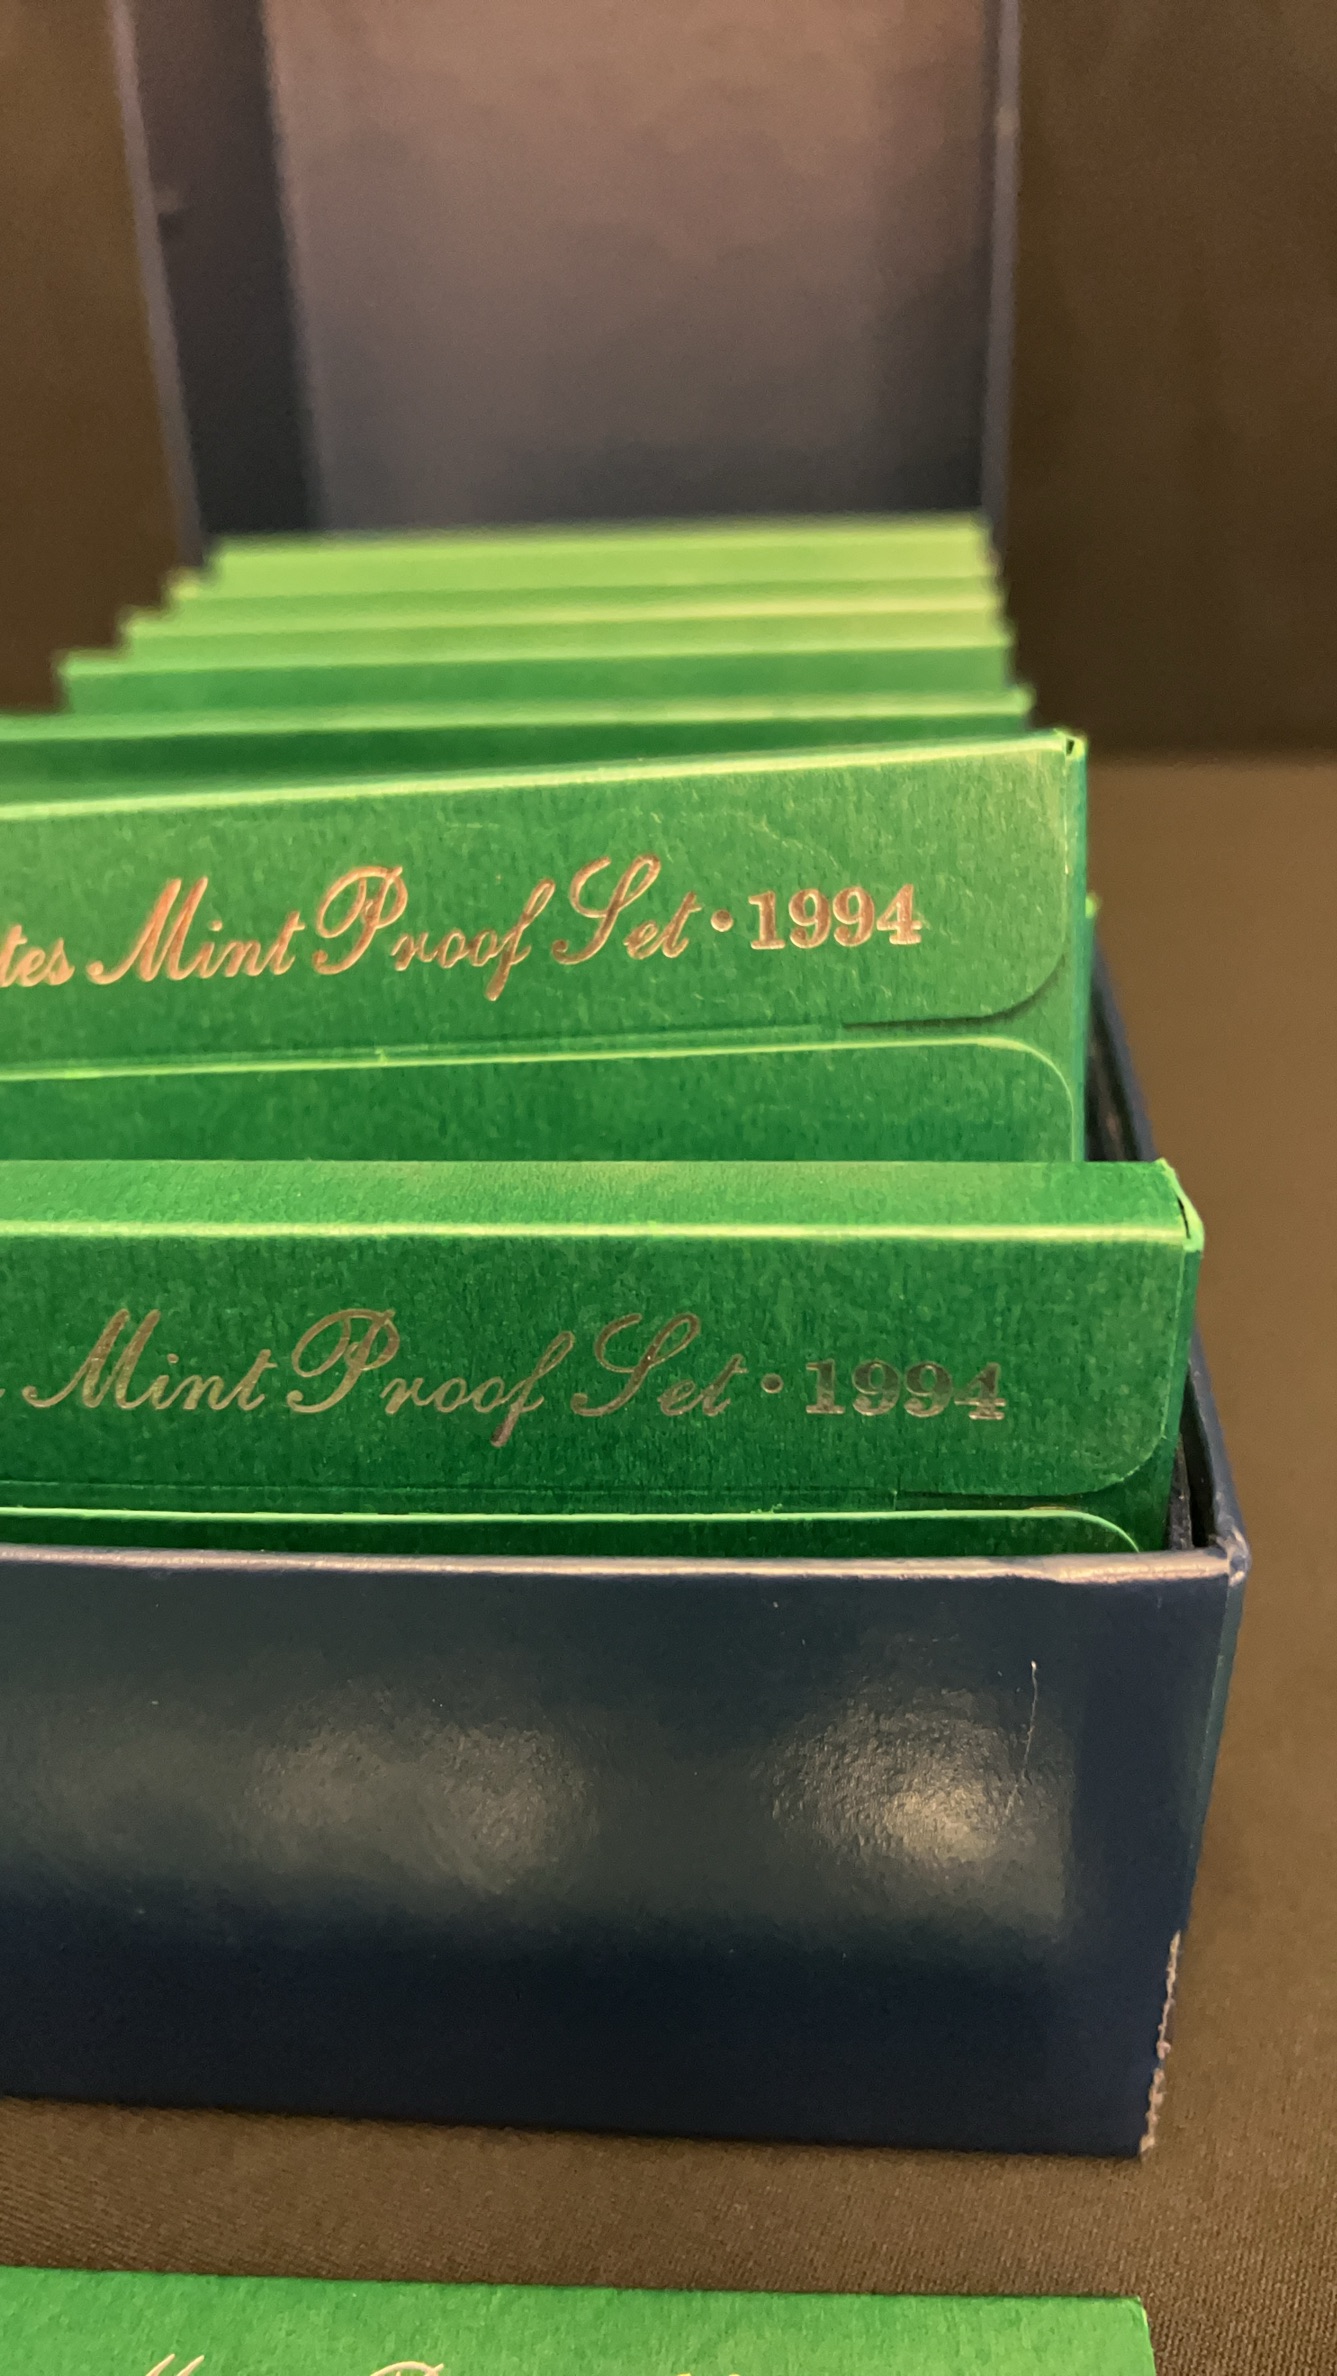 tes Mint Proof Set • 1994
Mint Proof Set • 1994